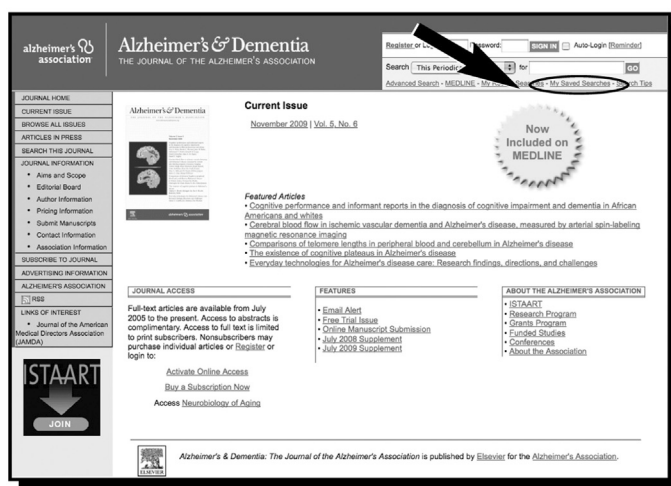 alzheimer's association
Alzheimer's & Dementia
THE JOURNAL OF THE ALZHEIMER'S ASSOCIATION
Register or Password: SIGN IN Auto-Login [Reminder]
Search This Periodical for GO
Advanced Search - MEDLINE - My Searches - My Saved Searches - Search Tips
JOURNAL HOME
CURRENT ISSUE
BROWSE ALL ISSUES
ARTICLES IN PRESS
SEARCH THIS JOURNAL
JOURNAL INFORMATION
• Aims and Scope
• Editorial Board
• Author Information
• Pricing Information
• Submit Manuscripts
• Contact Information
• Association Information
SUBSCRIBE TO JOURNAL
ADVERTISING INFORMATION
ALZHEIMER'S ASSOCIATION
RSS
LINKS OF INTEREST
• Journal of the American
Medical Directors Association
(JAMDA)
ISTAART
JOIN
Alzheimer's & Dementia
Current Issue
November 2009 | Vol. 5, No. 6
Now
Included on
MEDLINE
Featured Articles
• Cognitive performance and informant reports in the diagnosis of cognitive impairment and dementia in African
Americans and whites
• Cerebral blood flow in ischemic vascular dementia and Alzheimer's disease, measured by arterial spin-labeling
magnetic resonance imaging
• Comparisons of telomere lengths in peripheral blood and cerebellum in Alzheimer's disease
• The existence of cognitive plateaus in Alzheimer's disease
• Everyday technologies for Alzheimer's disease care: Research findings, directions, and challenges
JOURNAL ACCESS
Full-text articles are available from July
2005 to the present. Access to abstracts is
complimentary. Access to full text is limited
to print subscribers. Nonsubscribers may
purchase individual articles or Register or
login to:
Activate Online Access
Buy a Subscription Now
Access Neurobiology of Aging
FEATURES
• Email Alert
• Free Trial Issue
• Online Manuscript Submission
• July 2008 Supplement
• July 2009 Supplement
ABOUT THE ALZHEIMER'S ASSOCIATION
• ISTAART
• Research Program
• Grants Program
• Funded Studies
• Conferences
• About the Association
ELSEVIER
Alzheimer's & Dementia: The Journal of the Alzheimer's Association is published by Elsevier for the Alzheimer's Association.